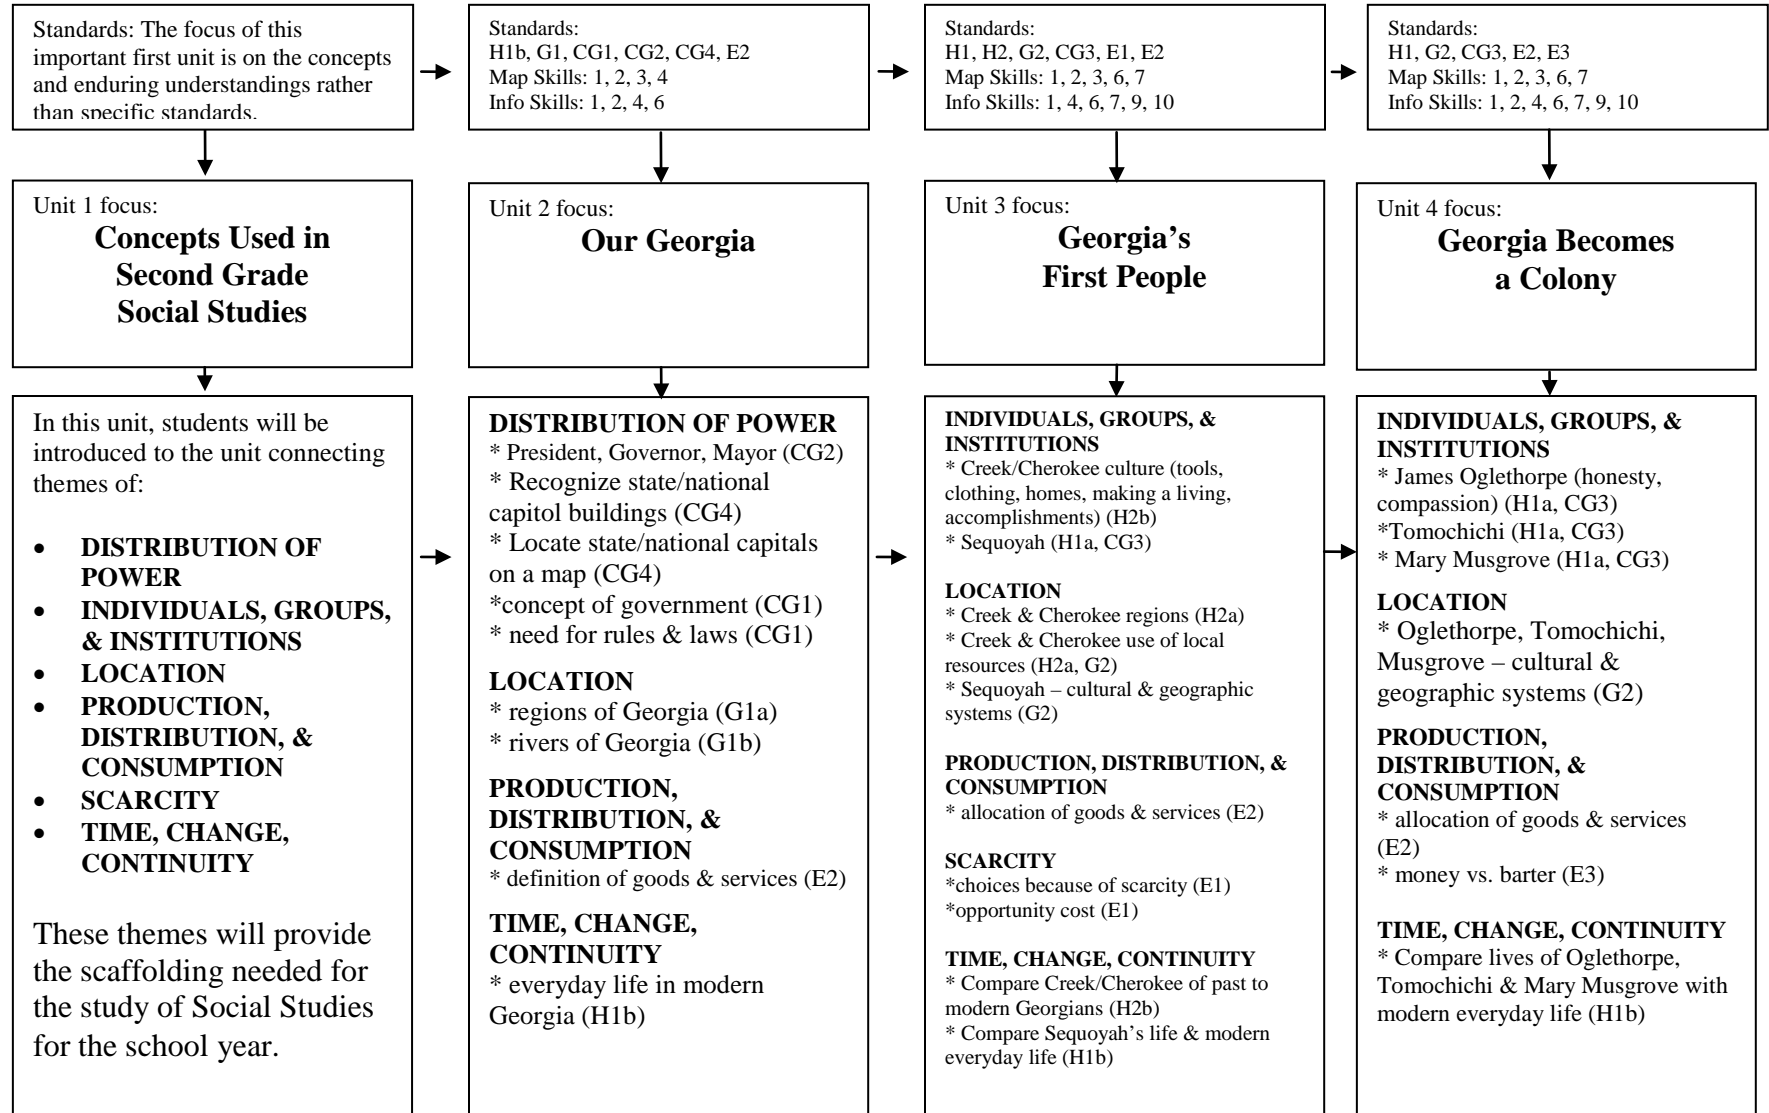 Standards: The focus of this
important first unit is on the concepts
and enduring understandings rather
than specific standards.
Standards:
H1b, G1, CG1, CG2, CG4, E2
Map Skills: 1, 2, 3, 4
Info Skills: 1, 2, 4, 6
Standards:
H1, H2, G2, CG3, E1, E2
Map Skills: 1, 2, 3, 6, 7
Info Skills: 1, 4, 6, 7, 9, 10
Standards:
H1, G2, CG3, E2, E3
Map Skills: 1, 2, 3, 6, 7
Info Skills: 1, 2, 4, 6, 7, 9, 10
Unit 1 focus:
Concepts Used in
Second Grade
Social Studies
Unit 2 focus:
Our Georgia
Unit 3 focus:
Georgia’s
First People
Unit 4 focus:
Georgia Becomes
a Colony
In this unit, students will be
introduced to the unit connecting
themes of:
• DISTRIBUTION OF
POWER
• INDIVIDUALS, GROUPS,
& INSTITUTIONS
• LOCATION
• PRODUCTION,
DISTRIBUTION, &
CONSUMPTION
• SCARCITY
• TIME, CHANGE,
CONTINUITY
These themes will provide
the scaffolding needed for
the study of Social Studies
for the school year.
DISTRIBUTION OF POWER
* President, Governor, Mayor (CG2)
* Recognize state/national
capitol buildings (CG4)
* Locate state/national capitals
on a map (CG4)
*concept of government (CG1)
* need for rules & laws (CG1)
LOCATION
* regions of Georgia (G1a)
* rivers of Georgia (G1b)
PRODUCTION,
DISTRIBUTION, &
CONSUMPTION
* definition of goods & services (E2)
TIME, CHANGE,
CONTINUITY
* everyday life in modern
Georgia (H1b)
INDIVIDUALS, GROUPS, &
INSTITUTIONS
* Creek/Cherokee culture (tools,
clothing, homes, making a living,
accomplishments) (H2b)
* Sequoyah (H1a, CG3)
LOCATION
* Creek & Cherokee regions (H2a)
* Creek & Cherokee use of local
resources (H2a, G2)
* Sequoyah – cultural & geographic
systems (G2)
PRODUCTION, DISTRIBUTION, &
CONSUMPTION
* allocation of goods & services (E2)
SCARCITY
*choices because of scarcity (E1)
*opportunity cost (E1)
TIME, CHANGE, CONTINUITY
* Compare Creek/Cherokee of past to
modern Georgians (H2b)
* Compare Sequoyah’s life & modern
everyday life (H1b)
INDIVIDUALS, GROUPS, &
INSTITUTIONS
* James Oglethorpe (honesty,
compassion) (H1a, CG3)
*Tomochichi (H1a, CG3)
* Mary Musgrove (H1a, CG3)
LOCATION
* Oglethorpe, Tomochichi,
Musgrove – cultural &
geographic systems (G2)
PRODUCTION,
DISTRIBUTION, &
CONSUMPTION
* allocation of goods & services
(E2)
* money vs. barter (E3)
TIME, CHANGE, CONTINUITY
* Compare lives of Oglethorpe,
Tomochichi & Mary Musgrove with
modern everyday life (H1b)